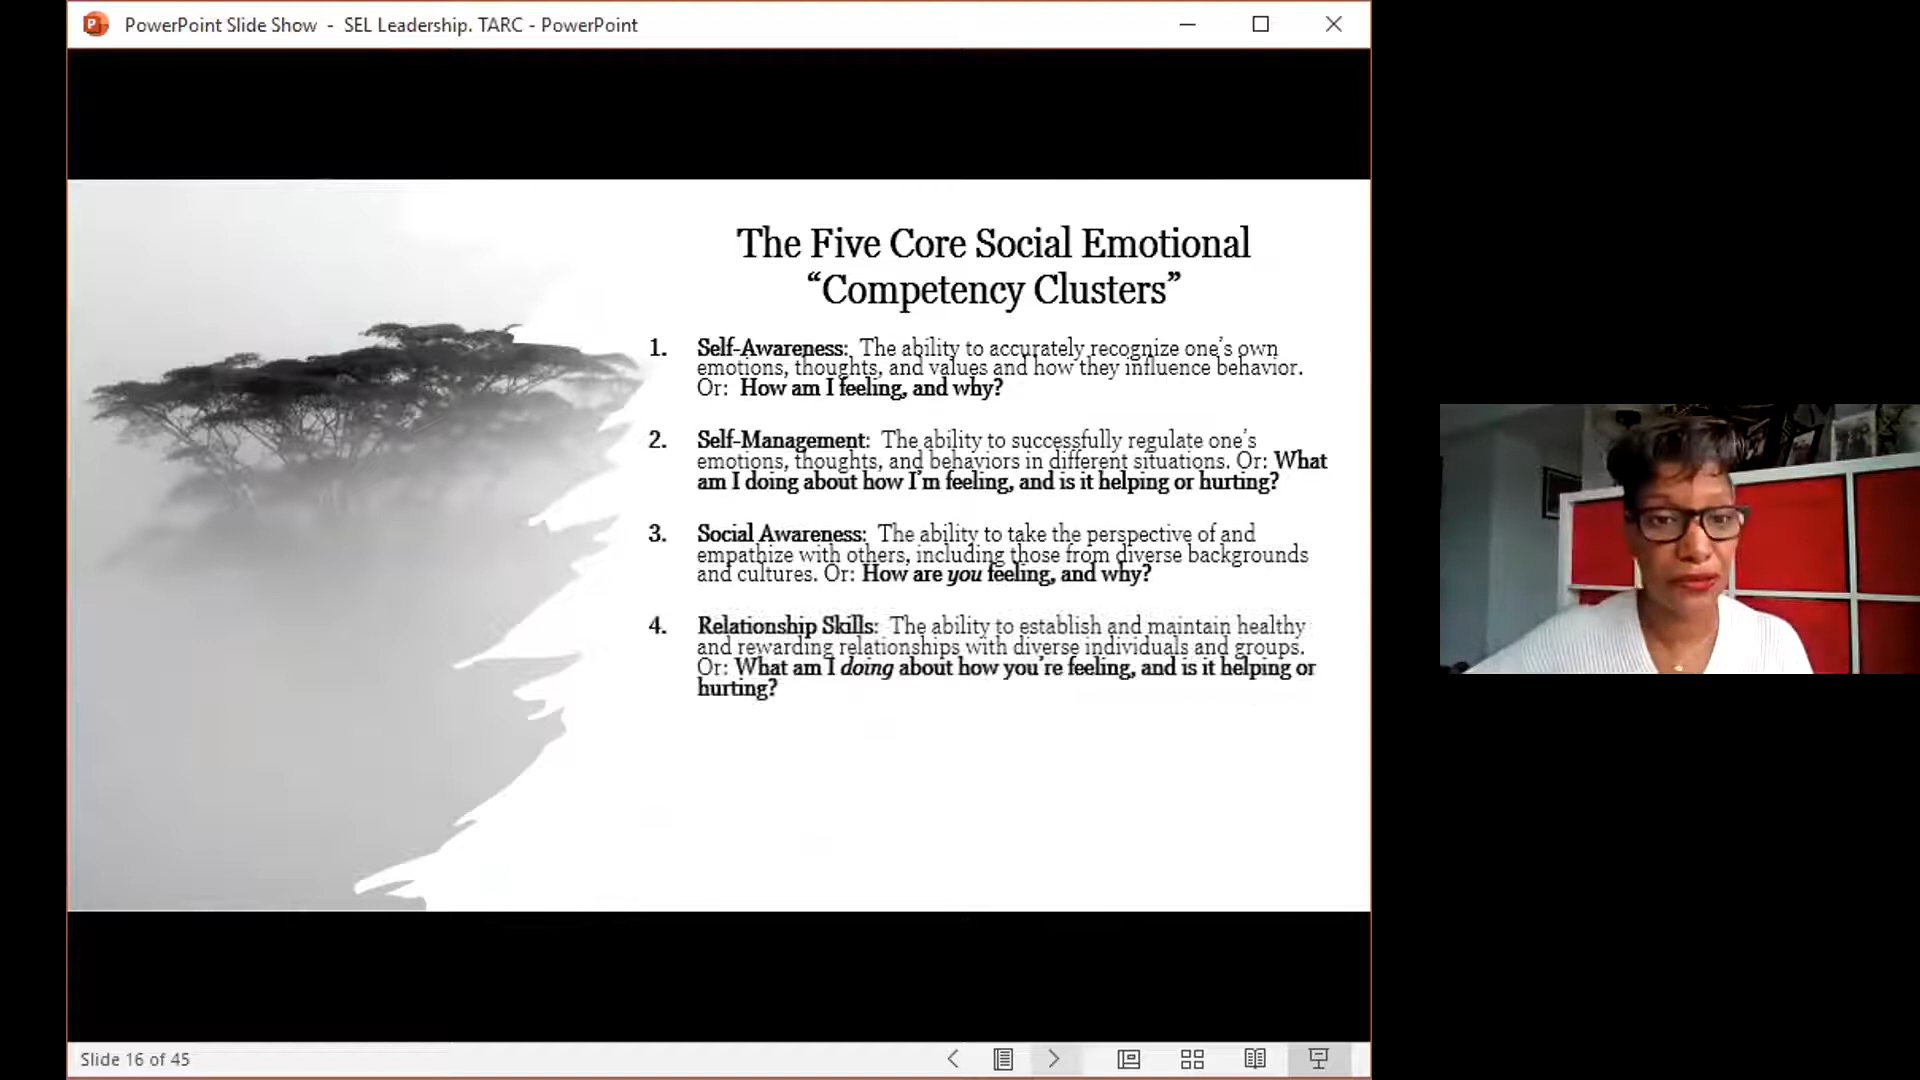 PowerPoint Slide Show - SEL Leadership. TARC - PowerPoint
The Five Core Social Emotional
“Competency Clusters”
1. Self-Awareness: The ability to accurately recognize one’s own
emotions, thoughts, and values and how they influence behavior.
Or: How am I feeling, and why?
2. Self-Management: The ability to successfully regulate one’s
emotions, thoughts, and behaviors in different situations. Or: What
am I doing about how I’m feeling, and is it helping or hurting?
3. Social Awareness: The ability to take the perspective of and
empathize with others, including those from diverse backgrounds
and cultures. Or: How are you feeling, and why?
4. Relationship Skills: The ability to establish and maintain healthy
and rewarding relationships with diverse individuals and groups.
Or: What am I doing about how you’re feeling, and is it helping or
hurting?
Slide 16 of 45